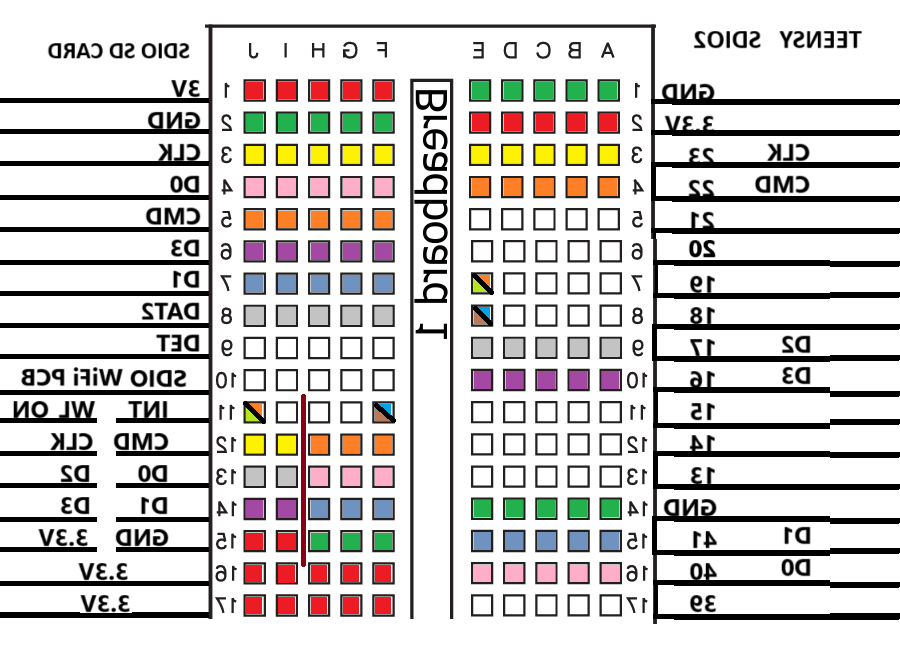 TEENSY SDIO2
A B C D E
F G H I J
SDIO SD CARD
Breadboard 1
GND 1 1 3V
3.3V 2 2 GND
CLK 23 3 3 CLK
CMD 22 4 4 D0
21 5 5 CMD
20 6 6 D3
19 7 7 D1
18 8 8 DAT2
D2 17 9 9 DET
D3 16 10 10 SDIO WiFi PCB
15 11 11 INT WL ON
14 12 12 CMD CLK
13 13 13 D0 D2
GND 14 14 D1 D3
D1 41 15 15 GND 3.3V
D0 40 16 16 3.3V
39 17 17 3.3V